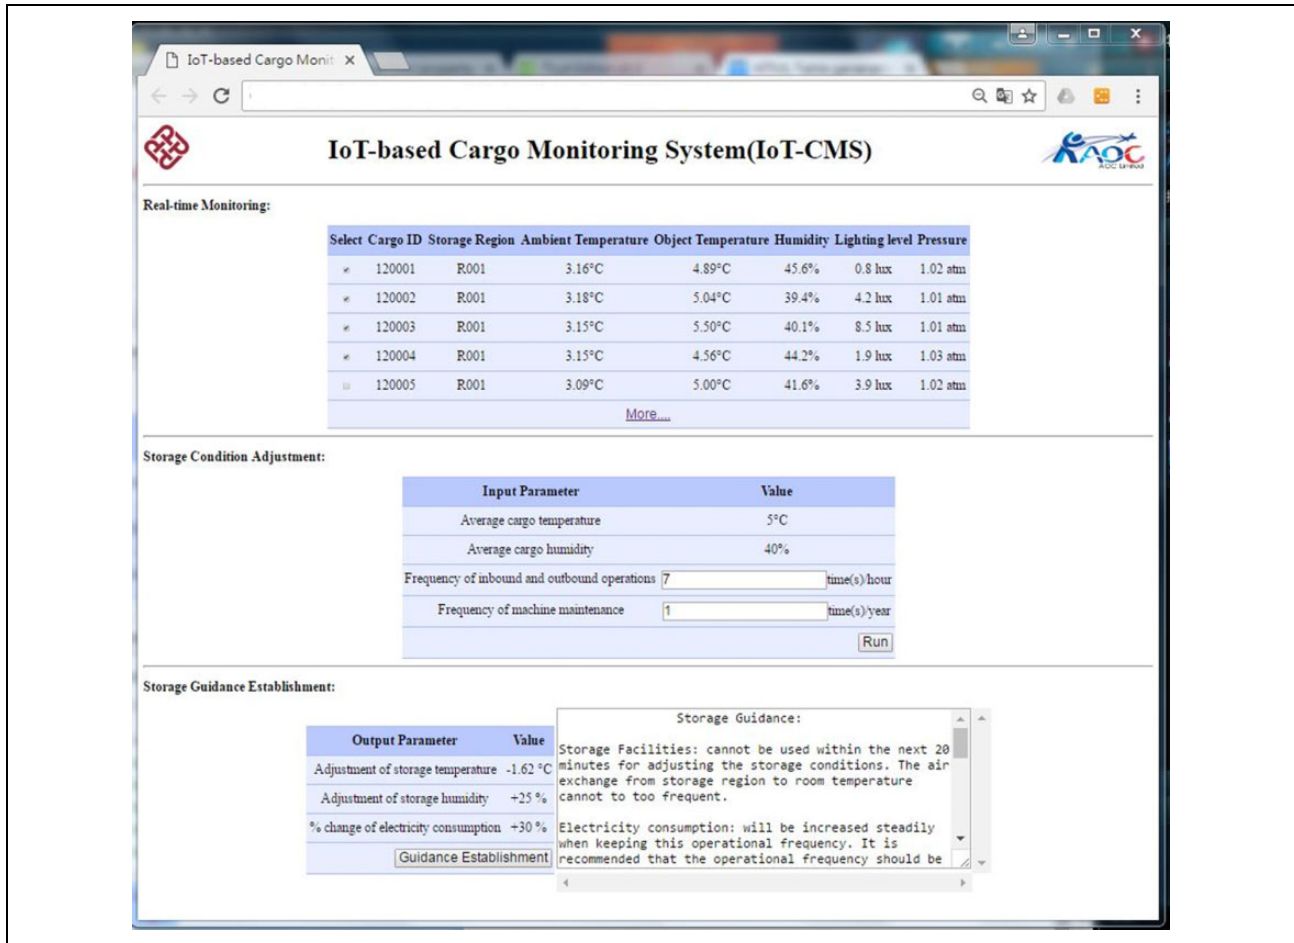 IoT-based Cargo Monit
IoT-based Cargo Monitoring System(IoT-CMS)
AOC
AOC Limited
Real-time Monitoring:
Select Cargo ID Storage Region Ambient Temperature Object Temperature Humidity Lighting level Pressure
120001 R001 3.16°C 4.89°C 45.6% 0.8 lux 1.02 atm
120002 R001 3.18°C 5.04°C 39.4% 4.2 lux 1.01 atm
120003 R001 3.15°C 5.50°C 40.1% 8.5 lux 1.01 atm
120004 R001 3.15°C 4.56°C 44.2% 1.9 lux 1.03 atm
120005 R001 3.09°C 5.00°C 41.6% 3.9 lux 1.02 atm
More....
Storage Condition Adjustment:
Input Parameter Value
Average cargo temperature 5°C
Average cargo humidity 40%
Frequency of inbound and outbound operations 7 time(s)/hour
Frequency of machine maintenance 1 time(s)/year
Run
Storage Guidance Establishment:
Output Parameter Value
Adjustment of storage temperature -1.62 °C
Adjustment of storage humidity +25 %
% change of electricity consumption +30 %
Guidance Establishment
Storage Guidance:
Storage Facilities: cannot be used within the next 20
minutes for adjusting the storage conditions. The air
exchange from storage region to room temperature
cannot to too frequent.
Electricity consumption: will be increased steadily
when keeping this operational frequency. It is
recommended that the operational frequency should be